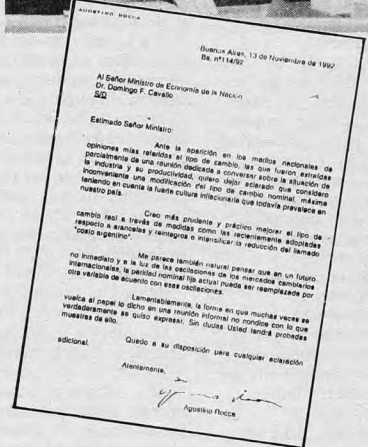 AGOSTINO ROCCA
Buenos Aires, 13 de Noviembre de 1992
Bs. nº114/92
Al Señor Ministro de Economía de la Nación
Dr. Domingo F. Cavallo
S/D
Estimado Señor Ministro:
Ante la aparición en los medios nacionales de
opiniones mías referidas al tipo de cambio, las que fueron extraídas
parcialmente de una reunión dedicada a conversar sobre la situación de
la industria y su productividad, quiero dejar aclarado que considero
inconveniente una modificación del tipo de cambio nominal, máxime
teniendo en cuenta la fuerte cultura inflacionaria que todavía prevalece en
nuestro país.
Creo más prudente y práctico mejorar el tipo de
cambio real a través de medidas como las recientemente adoptadas
respecto a aranceles y reintegros e intensificar la reducción del llamado
"costo argentino".
Me parece también natural pensar que en un futuro
no inmediato y a la luz de las oscilaciones de los mercados cambiarios
internacionales, la paridad nominal fija actual pueda ser reemplazada por
otra variable de acuerdo con esas oscilaciones.
Lamentablemente, la forma en que muchas veces se
vuelca al papel lo dicho en una reunión informal no condice con lo que
verdaderamente se quiso expresar. Sin dudas Usted tendrá probadas
muestras de ello.
Quedo a su disposición para cualquier aclaración
adicional.
Atentamente,
Agostino Rocca